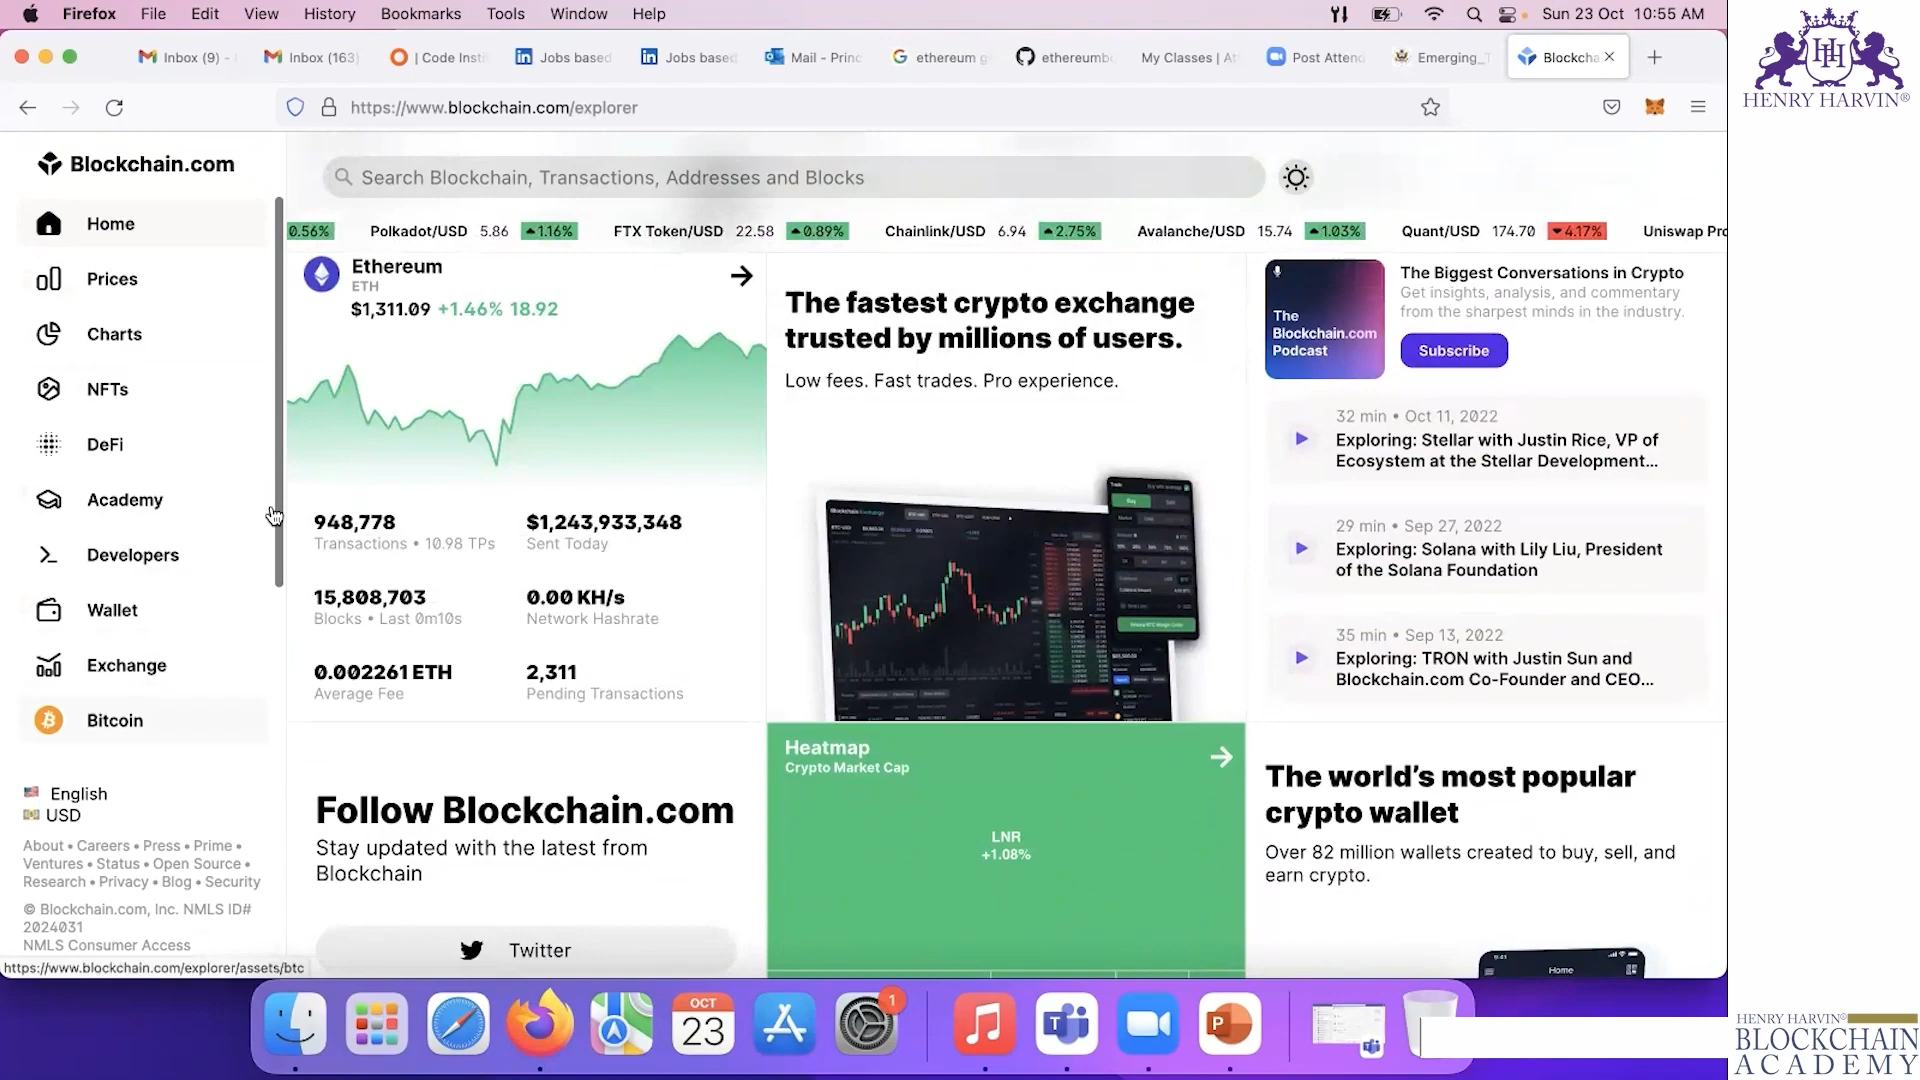 Firefox File Edit View History Bookmarks Tools Window Help
Sun 23 Oct 10:55 AM
Inbox (9) -
Inbox (163)
| Code Insti
Jobs based
Jobs based
Mail - Princ
ethereum g
ethereumb
My Classes | At
Post Attend
Emerging_T
Blockcha
https://www.blockchain.com/explorer
HENRY HARVIN®
Blockchain.com
Home
Prices
Charts
NFTs
DeFi
Academy
Developers
Wallet
Exchange
Bitcoin
English
USD
About • Careers • Press • Prime •
Ventures • Status • Open Source •
Research • Privacy • Blog • Security
© Blockchain.com, Inc. NMLS ID#
2024031
NMLS Consumer Access
https://www.blockchain.com/explorer/assets/btc
Search Blockchain, Transactions, Addresses and Blocks
0.56% Polkadot/USD 5.86 1.16% FTX Token/USD 22.58 0.89% Chainlink/USD 6.94 2.75% Avalanche/USD 15.74 1.03% Quant/USD 174.70 4.17% Uniswap Pro
Ethereum
ETH
$1,311.09 +1.46% 18.92
948,778
Transactions • 10.98 TPs
$1,243,933,348
Sent Today
15,808,703
Blocks • Last 0m10s
0.00 KH/s
Network Hashrate
0.002261 ETH
Average Fee
2,311
Pending Transactions
The fastest crypto exchange
trusted by millions of users.
Low fees. Fast trades. Pro experience.
The
Blockchain.com
Podcast
The Biggest Conversations in Crypto
Get insights, analysis, and commentary
from the sharpest minds in the industry.
Subscribe
32 min • Oct 11, 2022
Exploring: Stellar with Justin Rice, VP of
Ecosystem at the Stellar Development...
29 min • Sep 27, 2022
Exploring: Solana with Lily Liu, President
of the Solana Foundation
35 min • Sep 13, 2022
Exploring: TRON with Justin Sun and
Blockchain.com Co-Founder and CEO...
Follow Blockchain.com
Stay updated with the latest from
Blockchain
Twitter
Heatmap
Crypto Market Cap
LNR
+1.08%
The world's most popular
crypto wallet
Over 82 million wallets created to buy, sell, and
earn crypto.
9:41
Home
OCT
23
1
HENRY HARVIN®
BLOCKCHAIN
ACADEMY